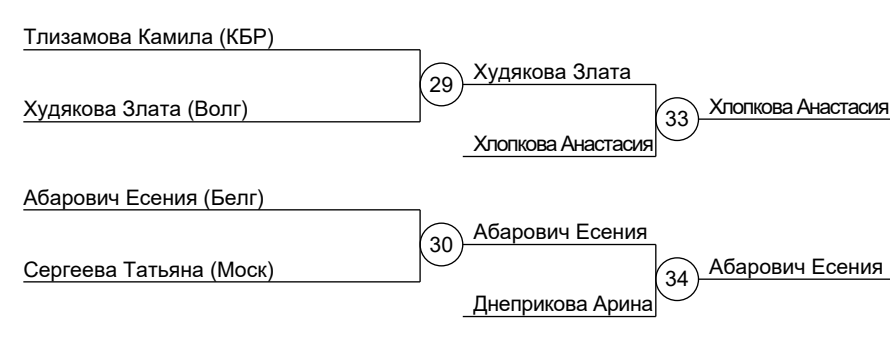 Тлизамова Камила (КБР)
29
Худякова Злата
Худякова Злата (Волг)
33
Хлопкова Анастасия
Хлопкова Анастасия
Абарович Есения (Белг)
30
Абарович Есения
Сергеева Татьяна (Моск)
34
Абарович Есения
Днеприкова Арина